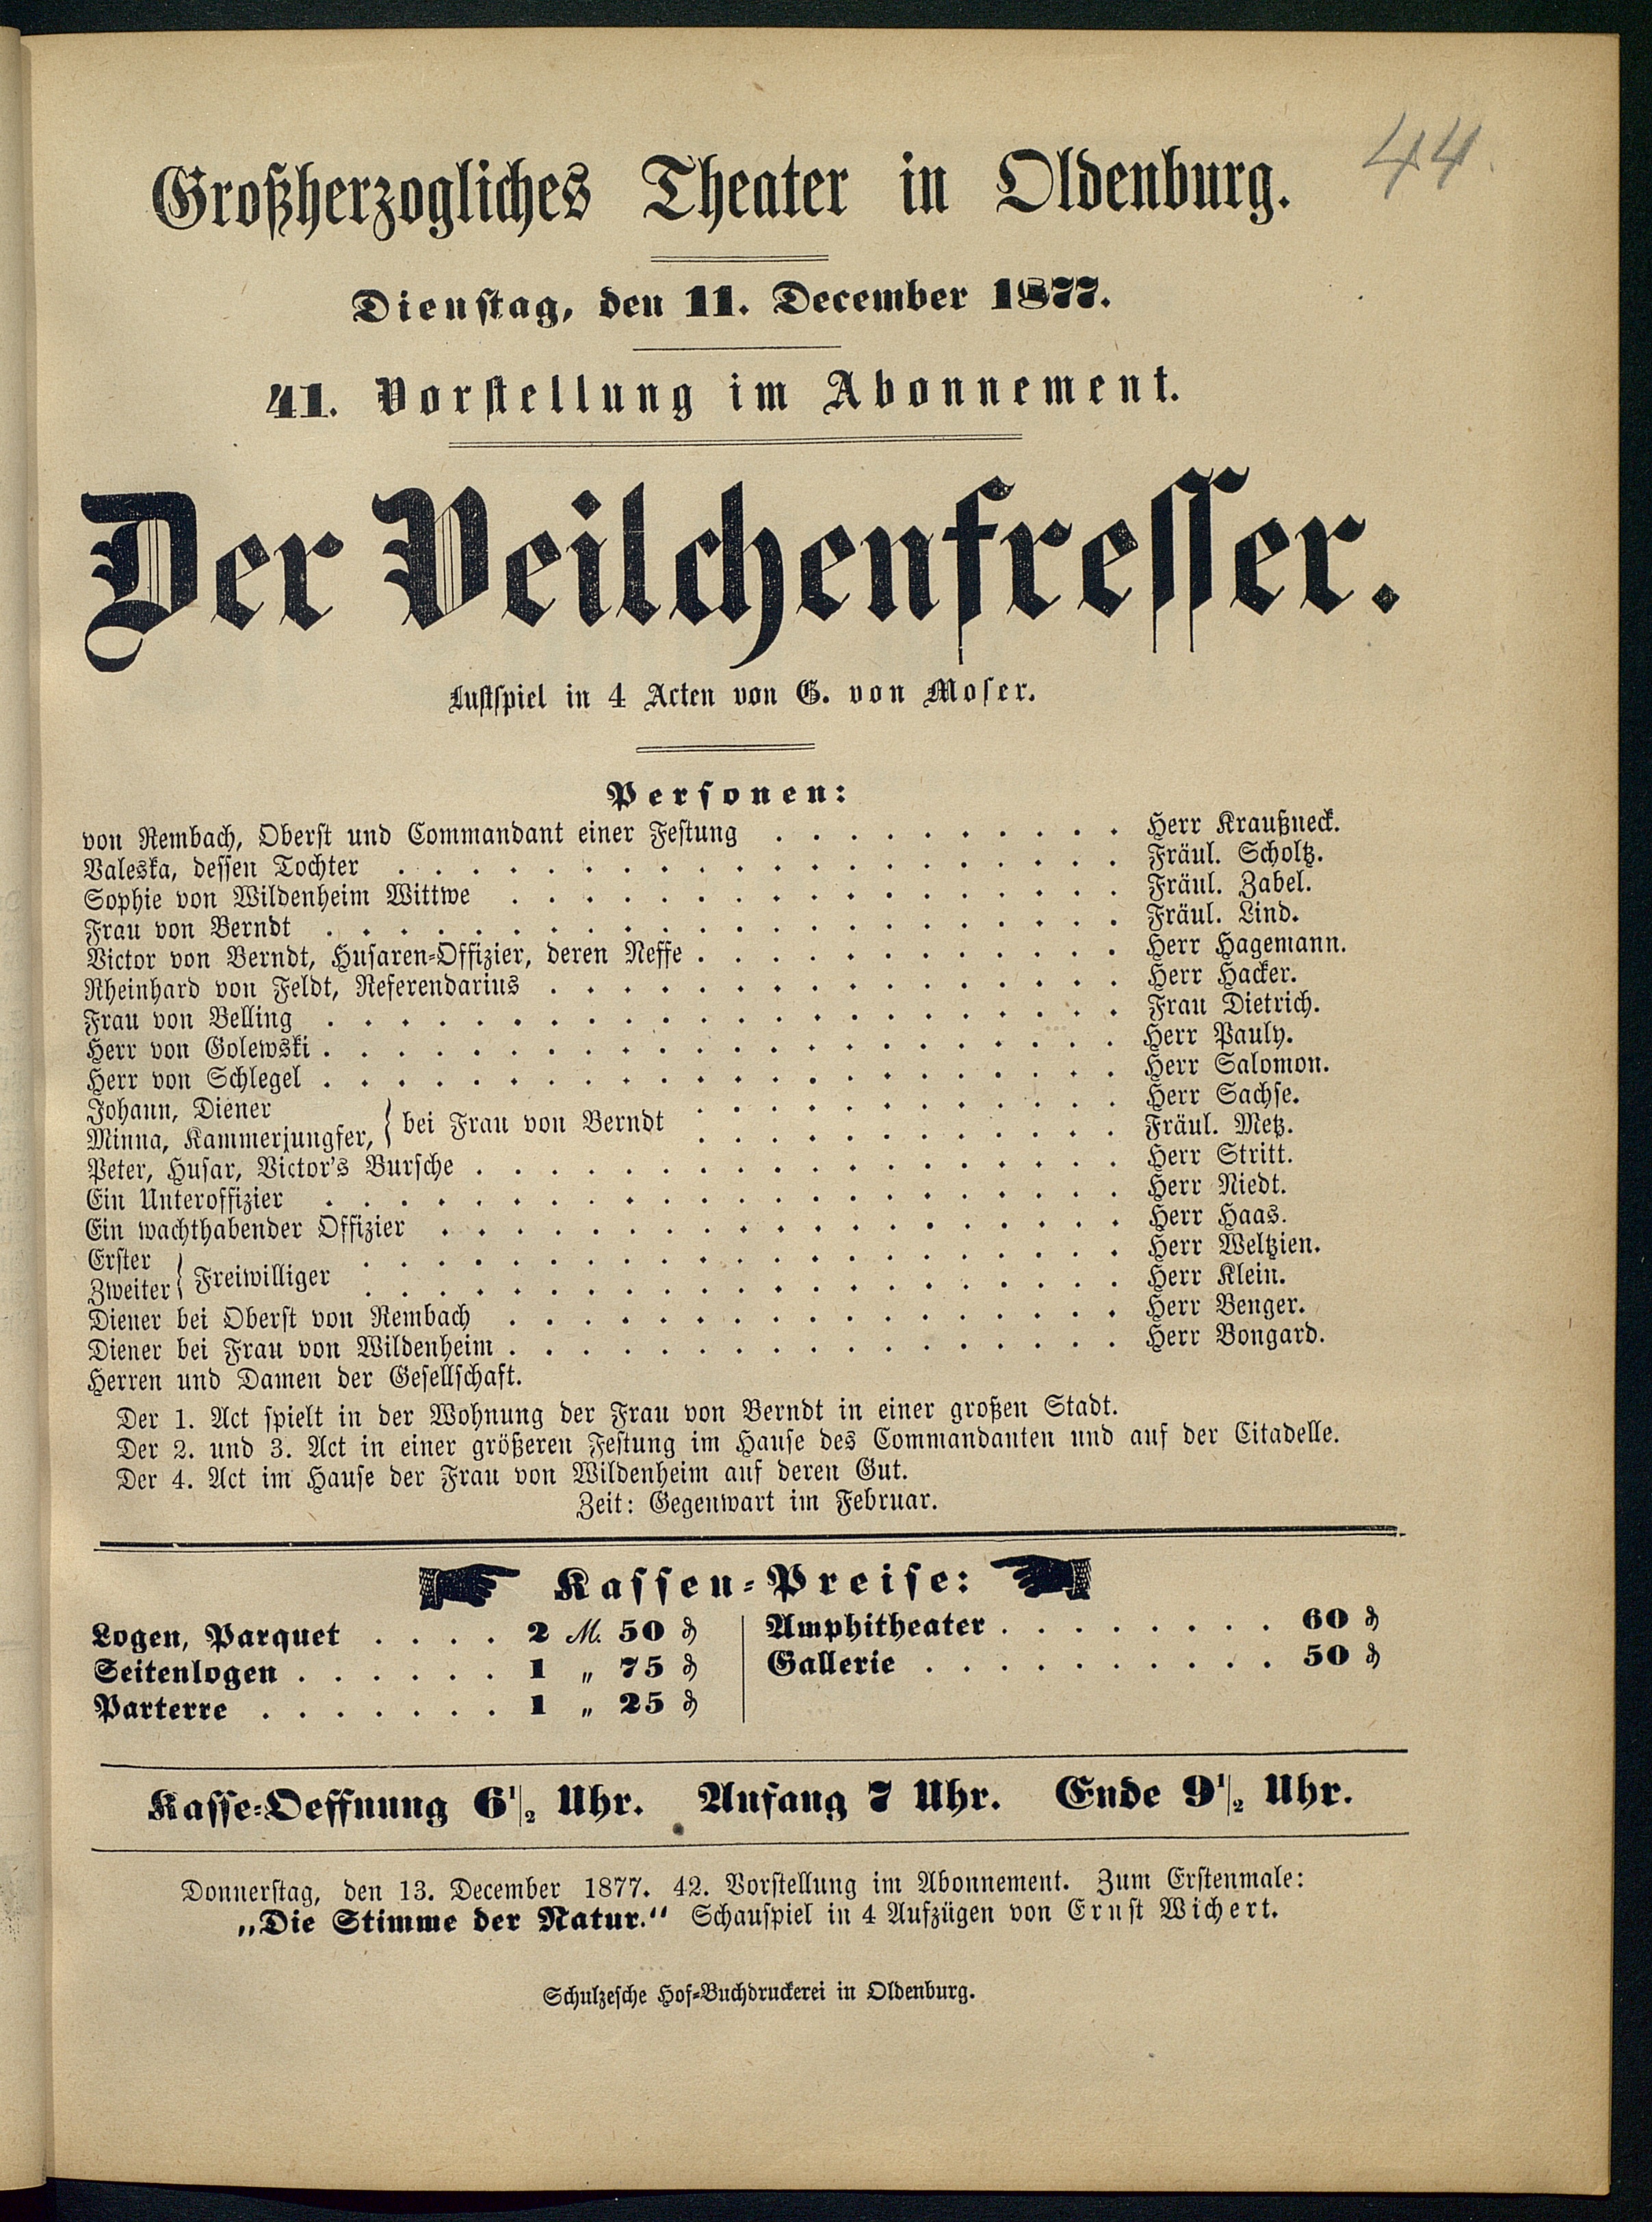 44.
Großherzogliches Theater in Oldenburg.
Dienstag, den 11. December 1877.
41. Vorstellung im Abonnement.
Der Veilchenfresser.
Lustspiel in 4 Acten von G. von Moser.
Personen:
von Rembach, Oberst und Commandant einer Festung . . . . . . . . . . Herr Kraußneck.
Valeska, dessen Tochter . . . . . . . . . . . . . . . . . . . . Fräul. Scholtz.
Sophie von Wildenheim Wittwe . . . . . . . . . . . . . . . . . Fräul. Zabel.
Frau von Berndt . . . . . . . . . . . . . . . . . . . . . . Fräul. Lind.
Victor von Berndt, Husaren-Offizier, deren Neffe . . . . . . . . . . . . Herr Hagemann.
Rheinhard von Feldt, Referendarius . . . . . . . . . . . . . . . . Herr Hacker.
Frau von Belling . . . . . . . . . . . . . . . . . . . . . . Frau Dietrich.
Herr von Golewski . . . . . . . . . . . . . . . . . . . . . . Herr Pauly.
Herr von Schlegel . . . . . . . . . . . . . . . . . . . . . . Herr Salomon.
Johann, Diener } bei Frau von Berndt . . . . . . . . . . . . Herr Sachse.
Minna, Kammerjungfer, } . . . . . . . . . . . . Fräul. Metz.
Peter, Husar, Victor's Bursche . . . . . . . . . . . . . . . . . . Herr Stritt.
Ein Unteroffizier . . . . . . . . . . . . . . . . . . . . . . Herr Niedt.
Ein wachthabender Offizier . . . . . . . . . . . . . . . . . . . Herr Haas.
Erster } Freiwilliger . . . . . . . . . . . . . . . . . . . . . Herr Weltzien.
Zweiter } . . . . . . . . . . . . . . . . . . . . . Herr Klein.
Diener bei Oberst von Rembach . . . . . . . . . . . . . . . . . Herr Benger.
Diener bei Frau von Wildenheim . . . . . . . . . . . . . . . . . Herr Bongard.
Herren und Damen der Gesellschaft.
Der 1. Act spielt in der Wohnung der Frau von Berndt in einer großen Stadt.
Der 2. und 3. Act in einer größeren Festung im Hause des Commandanten und auf der Citadelle.
Der 4. Act im Hause der Frau von Wildenheim auf deren Gut.
Zeit: Gegenwart im Februar.
Kassen-Preise:
Logen, Parquet . . . . 2 M. 50 ₰
Seitenlogen . . . . . . 1 „ 75 ₰
Parterre . . . . . . . 1 „ 25 ₰
Amphitheater . . . . . . . . 60 ₰
Gallerie . . . . . . . . . . 50 ₰
Kasse-Oeffnung 6 1/2 Uhr. Anfang 7 Uhr. Ende 9 1/2 Uhr.
Donnerstag, den 13. December 1877. 42. Vorstellung im Abonnement. Zum Erstenmale:
„Die Stimme der Natur.“ Schauspiel in 4 Aufzügen von Ernst Wichert.
Schulzesche Hof-Buchdruckerei in Oldenburg.